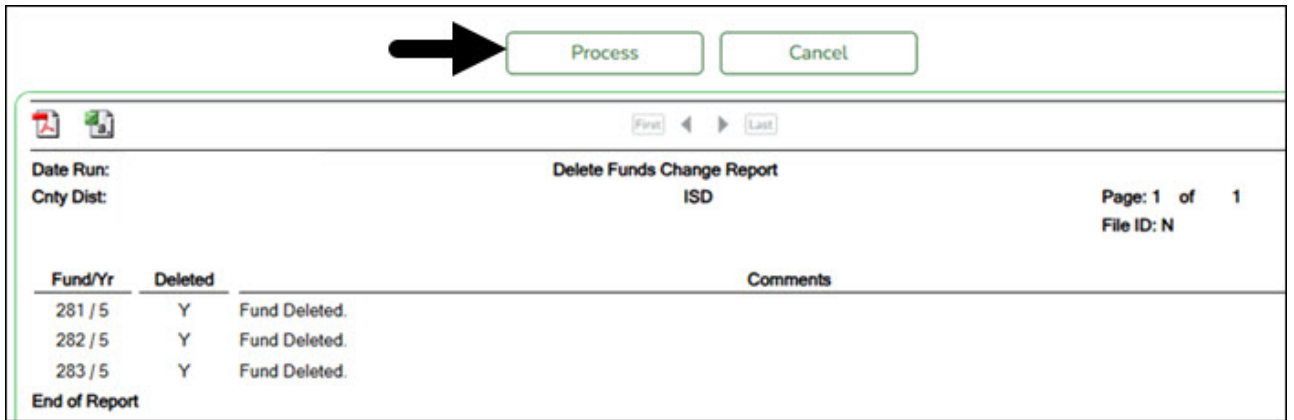 Process Cancel
First Last
Date Run: Delete Funds Change Report
Cnty Dist: ISD Page: 1 of 1
File ID: N
Fund/Yr Deleted Comments
281 / 5 Y Fund Deleted.
282 / 5 Y Fund Deleted.
283 / 5 Y Fund Deleted.
End of Report